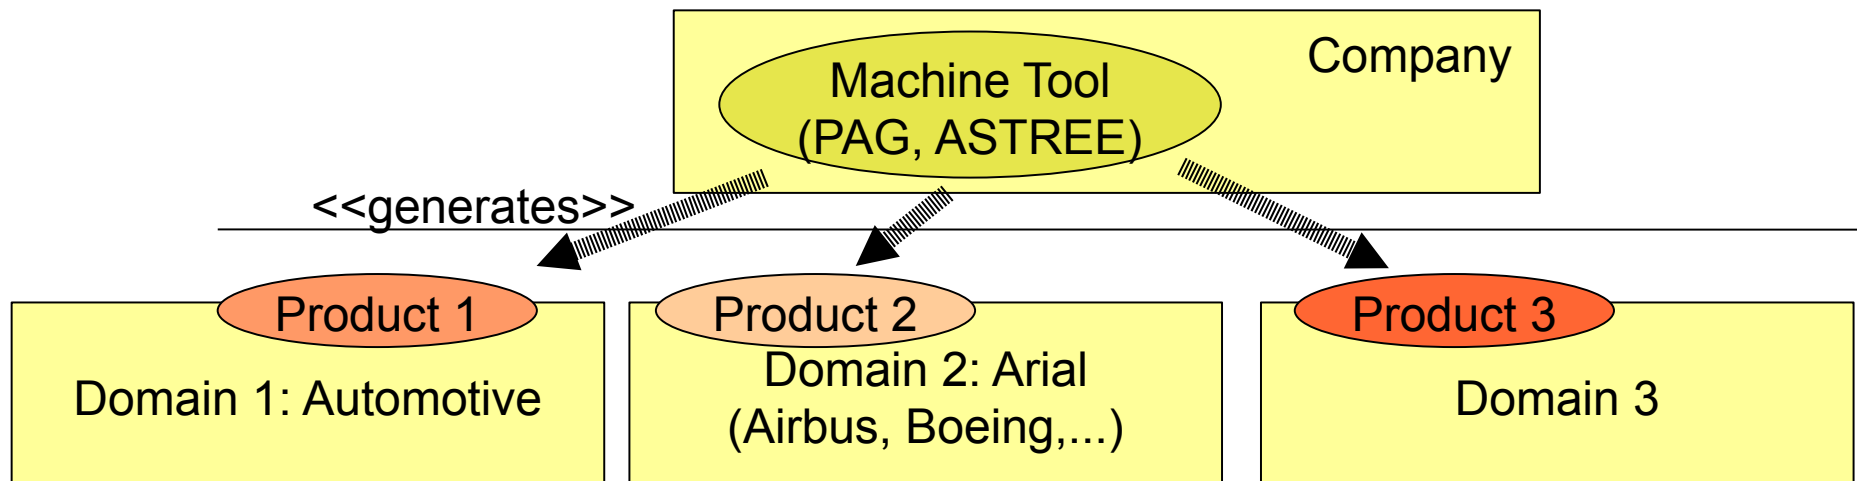 Company
Machine Tool
(PAG, ASTREE)
<<generates>>
Product 1
Product 2
Product 3
Domain 1: Automotive
Domain 2: Arial
(Airbus, Boeing,...)
Domain 3